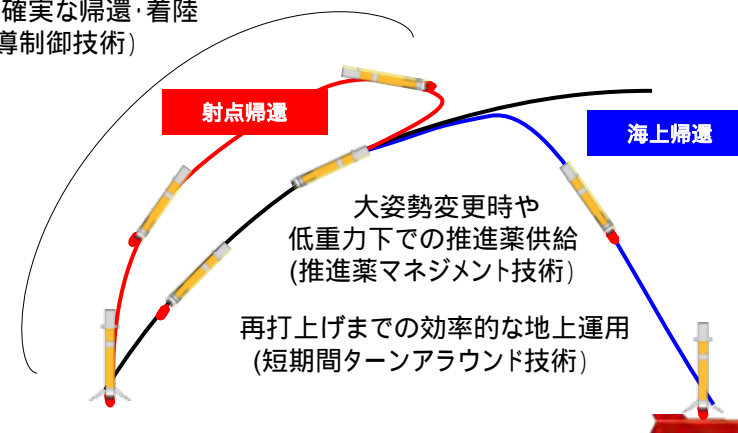 確実な帰還・着陸
導制御技術)
射点帰還
海上帰還
大姿勢変更時や
低重力下での推進薬供給
(推進薬マネジメント技術)
再打上げまでの効率的な地上運用
(短期間ターンアラウンド技術)